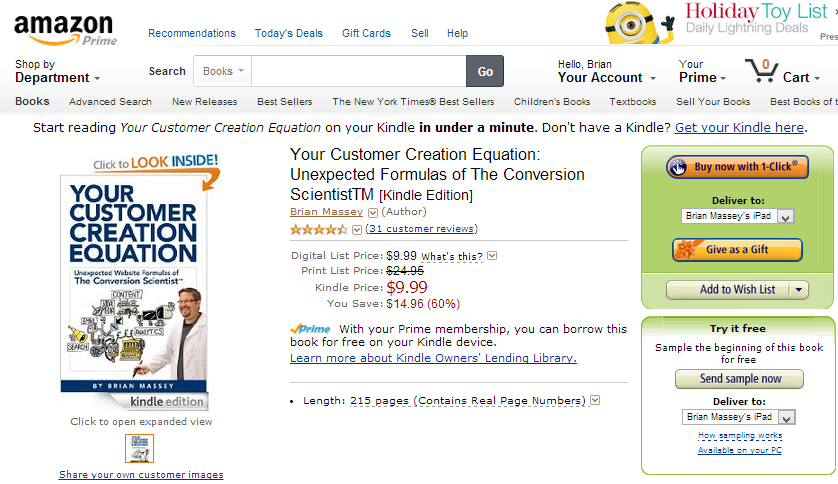 amazon
Prime
Recommendations Today's Deals Gift Cards Sell Help
Holiday Toy List
Daily Lightning Deals
Shop by
Department
Search Books Go
Hello, Brian
Your Account
Your
Prime
0
Cart
Books Advanced Search New Releases Best Sellers The New York Times® Best Sellers Children's Books Textbooks Sell Your Books Best Books of
Start reading Your Customer Creation Equation on your Kindle in under a minute. Don't have a Kindle? Get your Kindle here.
Click to LOOK INSIDE!
YOUR
CUSTOMER
CREATION
EQUATION
Unexpected Website Formulas of
The Conversion Scientist™
CONTENT
SOCIAL
MEDIA
ANALYTICS
SEARCH
BY BRIAN MASSEY
kindle edition
Click to open expanded view
Share your own customer images
Your Customer Creation Equation:
Unexpected Formulas of The Conversion
ScientistTM [Kindle Edition]
Brian Massey (Author)
(31 customer reviews)
Digital List Price: $9.99 What's this?
Print List Price: $24.95
Kindle Price: $9.99
You Save: $14.96 (60%)
Prime With your Prime membership, you can borrow this
book for free on your Kindle device.
Learn more about Kindle Owners' Lending Library.
Length: 215 pages (Contains Real Page Numbers)
Buy now with 1-Click®
Deliver to:
Brian Massey's iPad
Give as a Gift
Add to Wish List
Try it free
Sample the beginning of this book
for free
Send sample now
Deliver to:
Brian Massey's iPad
How sampling works
Available on your PC